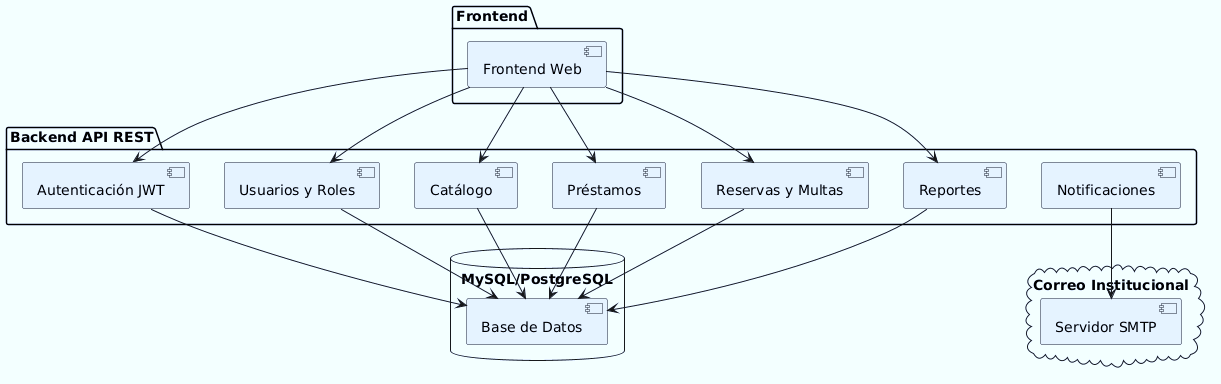 Frontend
Frontend Web
Backend API REST
Autenticación JWT
Usuarios y Roles
Catálogo
Préstamos
Reservas y Multas
Reportes
Notificaciones
MySQL/PostgreSQL
Base de Datos
Correo Institucional
Servidor SMTP